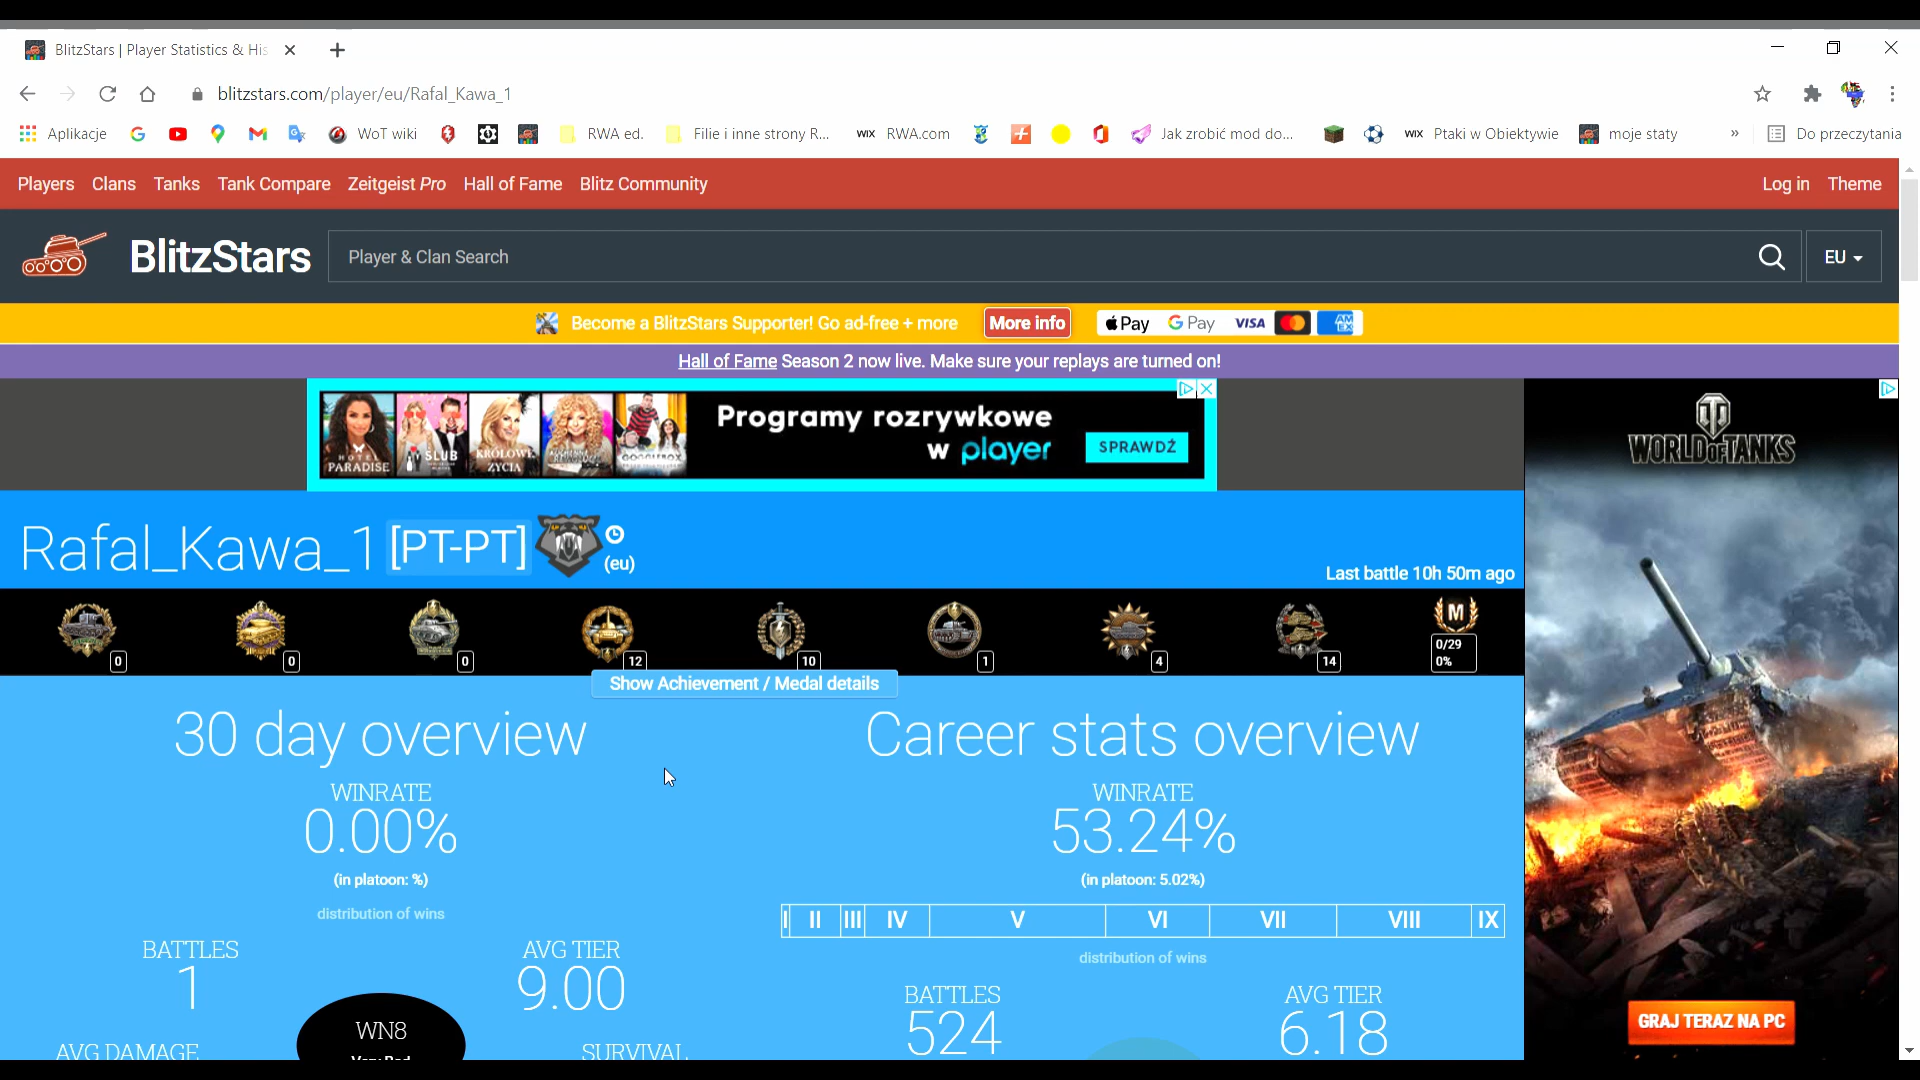 BlitzStars | Player Statistics & His
blitzstars.com/player/eu/Rafal_Kawa_1
Aplikacje WoT wiki RWA ed. Filie i inne strony R... WIX RWA.com Jak zrobić mod do... WIX Ptaki w Obiektywie moje staty » Do przeczytania
Players Clans Tanks Tank Compare Zeitgeist Pro Hall of Fame Blitz Community Log in Theme
BlitzStars Player & Clan Search EU
Become a BlitzStars Supporter! Go ad-free + more More info Pay G Pay VISA AM EX
Hall of Fame Season 2 now live. Make sure your replays are turned on!
Programy rozrywkowe
w player
SPRAWDŹ
HOTEL
PARADISE
ŚLUB
KRÓLOWE
ŻYCIA
GOGGLEBOX
WORLD OF TANKS
Rafal_Kawa_1 [PT-PT]
(eu)
Last battle 10h 50m ago
M
0/29
0%
0 0 0 12 10 1 4 14
Show Achievement / Medal details
30 day overview
WINRATE
0.00%
(in platoon: %)
distribution of wins
BATTLES
1
AVG TIER
9.00
WN8
AVG DAMAGE
SURVIVAL
Career stats overview
WINRATE
53.24%
(in platoon: 5.02%)
I II III IV V VI VII VIII IX
distribution of wins
BATTLES
524
AVG TIER
6.18
GRAJ TERAZ NA PC